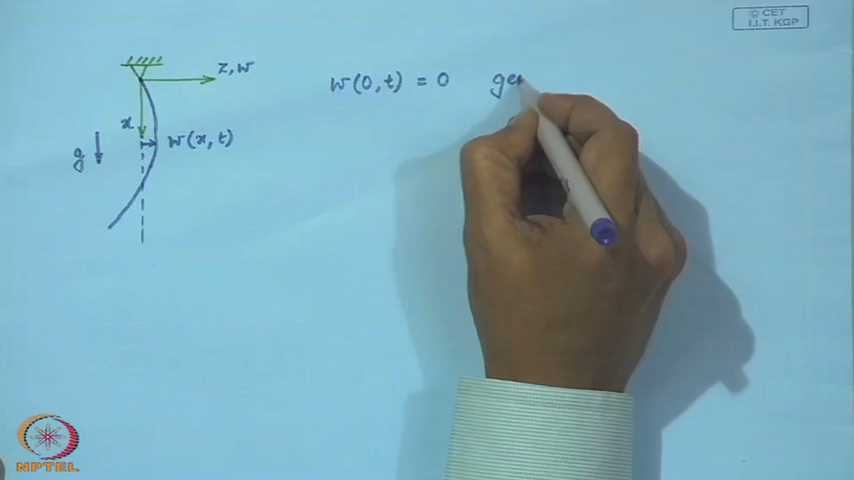 © CET
I.I.T. KGP
z, w
w(0, t) = 0 ge
x
w(x, t)
g
NPTEL